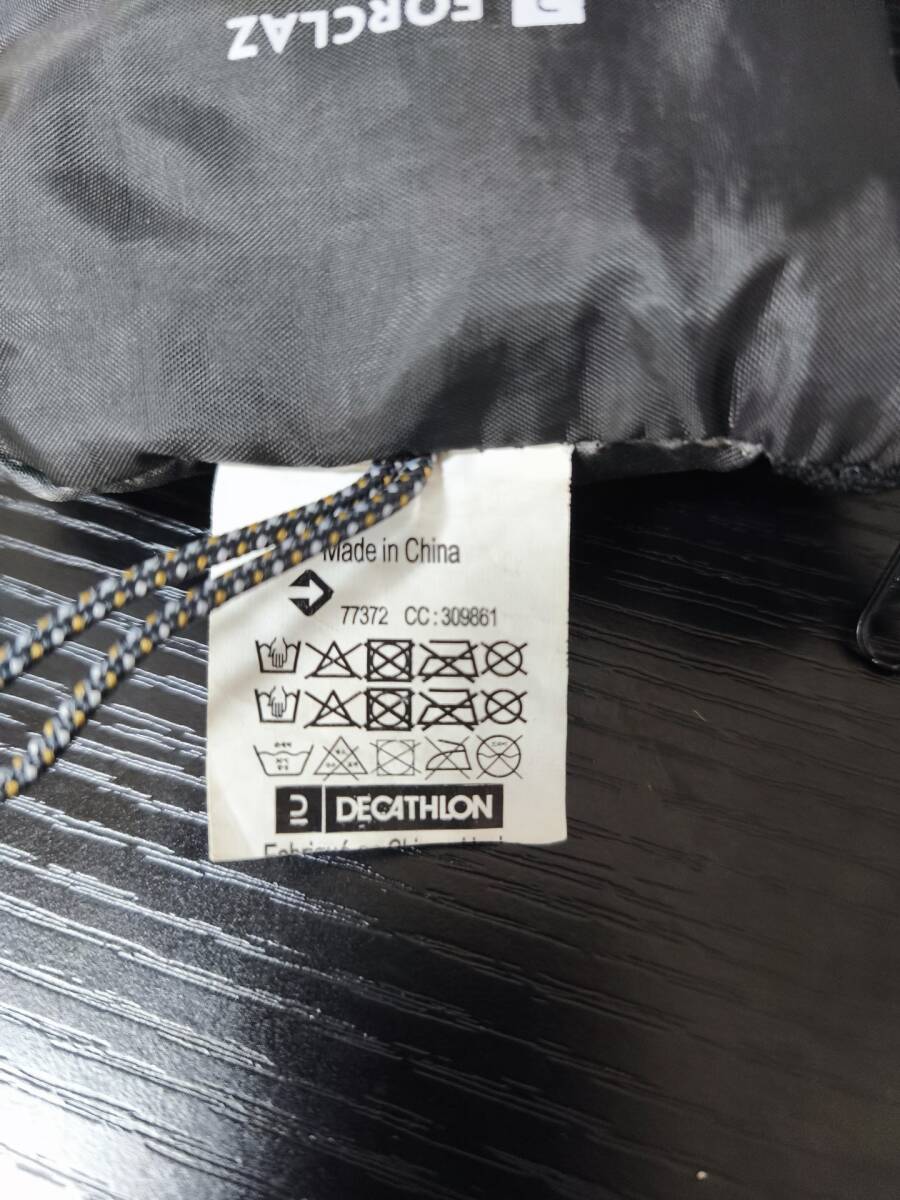 FORCLAZ
Made in China
77372 CC: 309861
DECATHLON